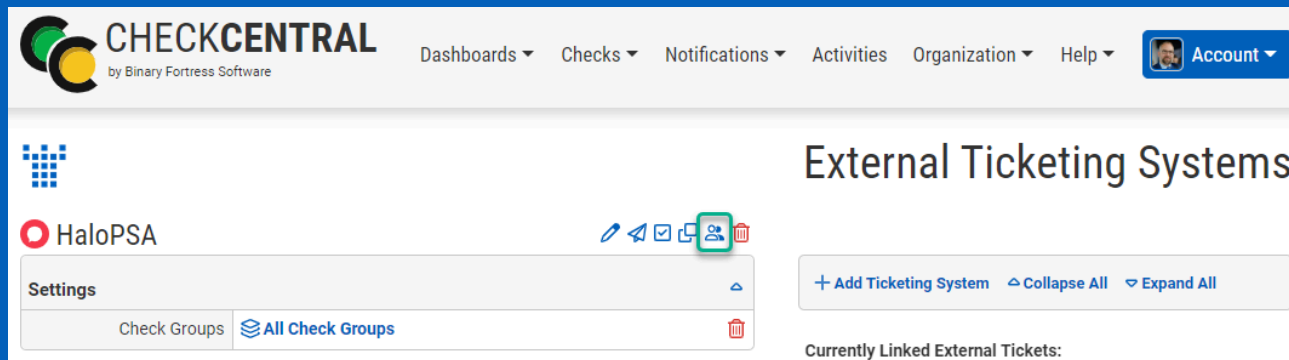 CHECKCENTRAL
by Binary Fortress Software
Dashboards Checks Notifications Activities Organization Help Account
External Ticketing Systems
HaloPSA
Settings
Add Ticketing System Collapse All Expand All
Check Groups All Check Groups
Currently Linked External Tickets: